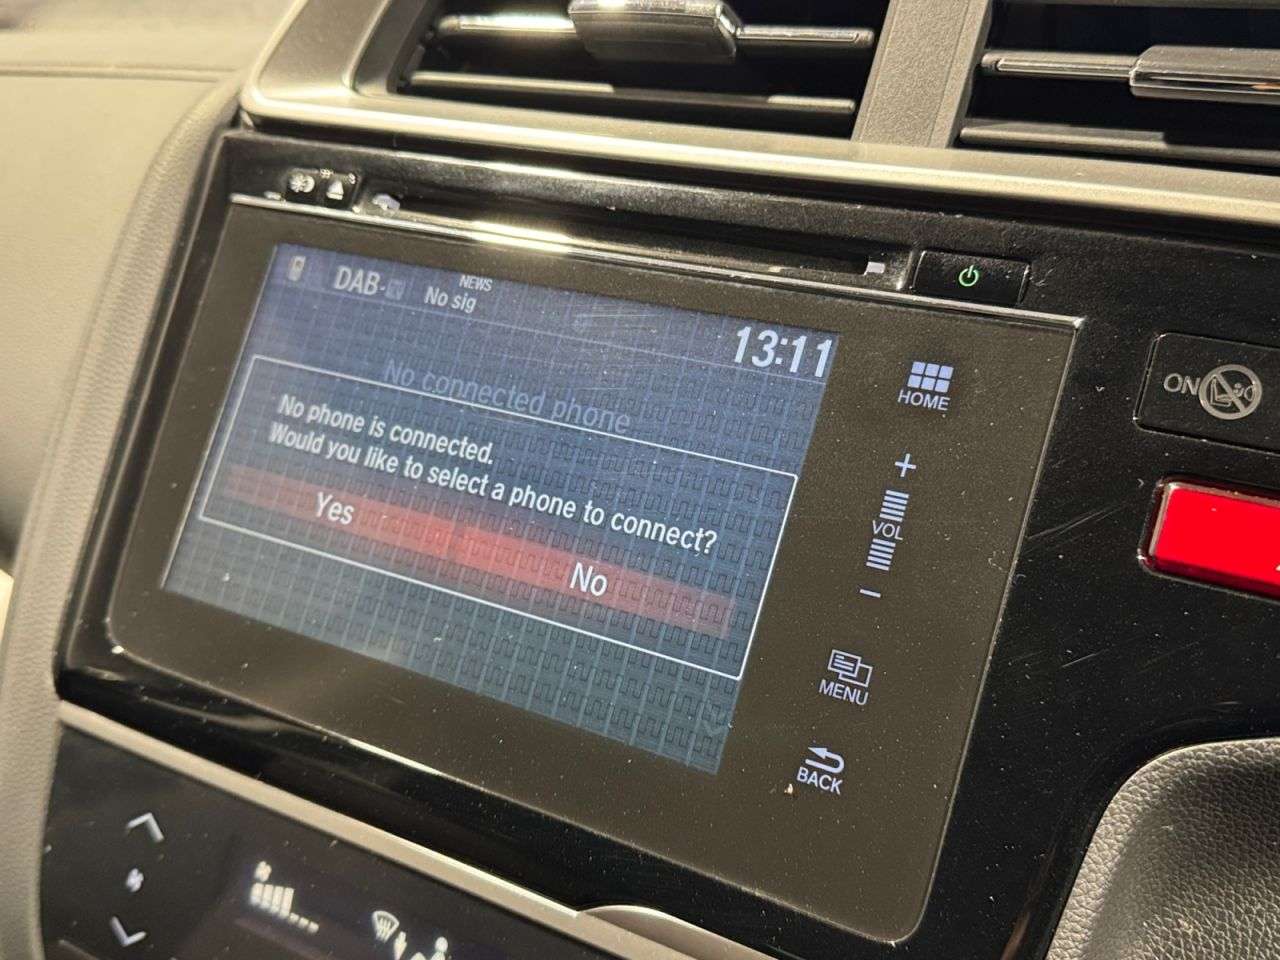 DAB-
NEWS
No sig
13:11
No connected phone
No phone is connected.
Would you like to select a phone to connect?
Yes
No
HOME
+
VOL
-
MENU
BACK
ON